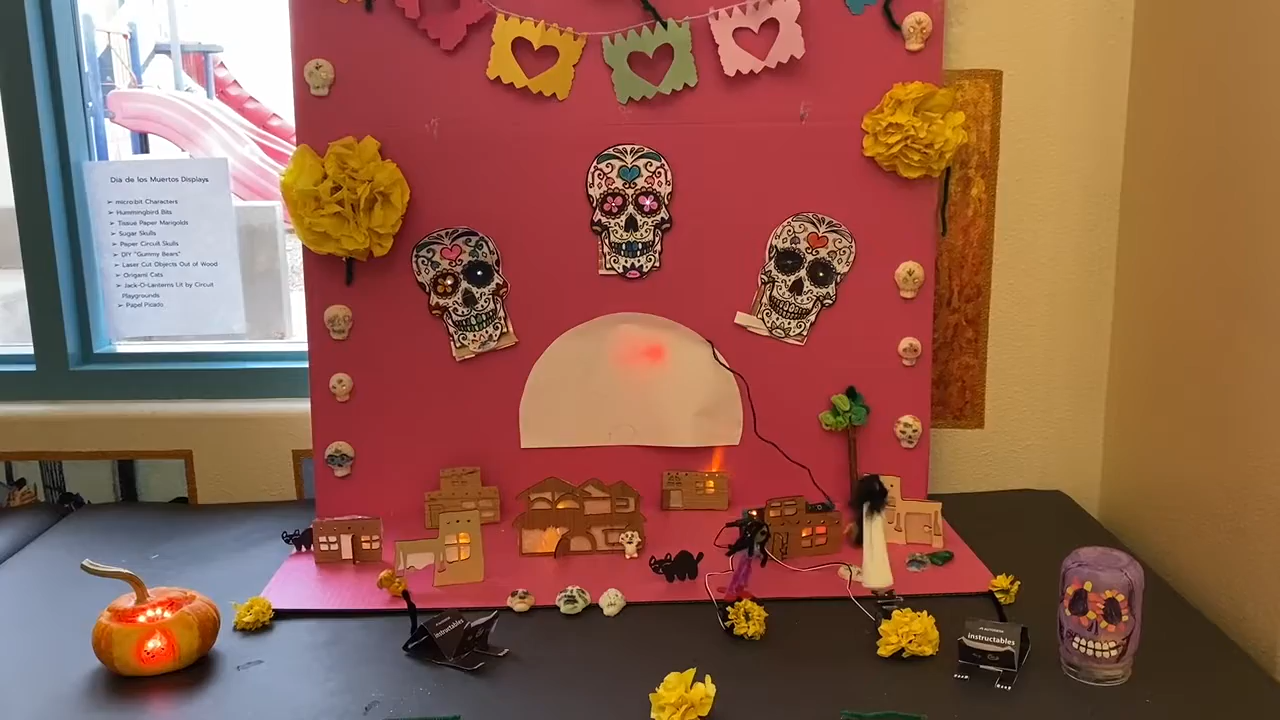 Dia de los Muertos Displays
➢ micro:bit Characters
➢ Hummingbird Bits
➢ Tissue Paper Marigolds
➢ Sugar Skulls
➢ Paper Circuit Skulls
➢ DIY "Gummy Bears"
➢ Laser Cut Objects Out of Wood
➢ Origami Cats
➢ Jack-O-Lanterns Lit by Circuit
Playgrounds
➢ Papel Picado
instructables
AUTODESK
instructables